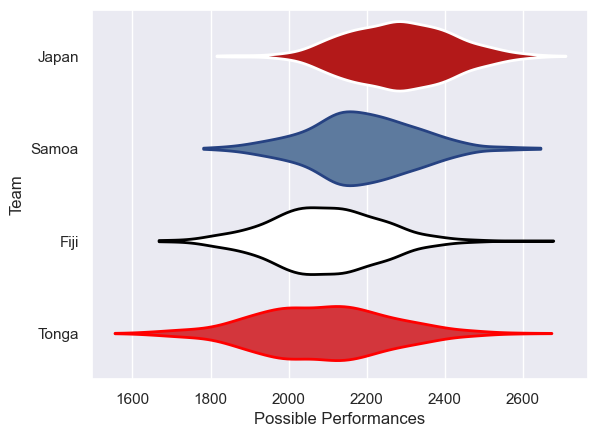 Japan
Samoa
Fiji
Tonga
Team
1600 1800 2000 2200 2400 2600
Possible Performances